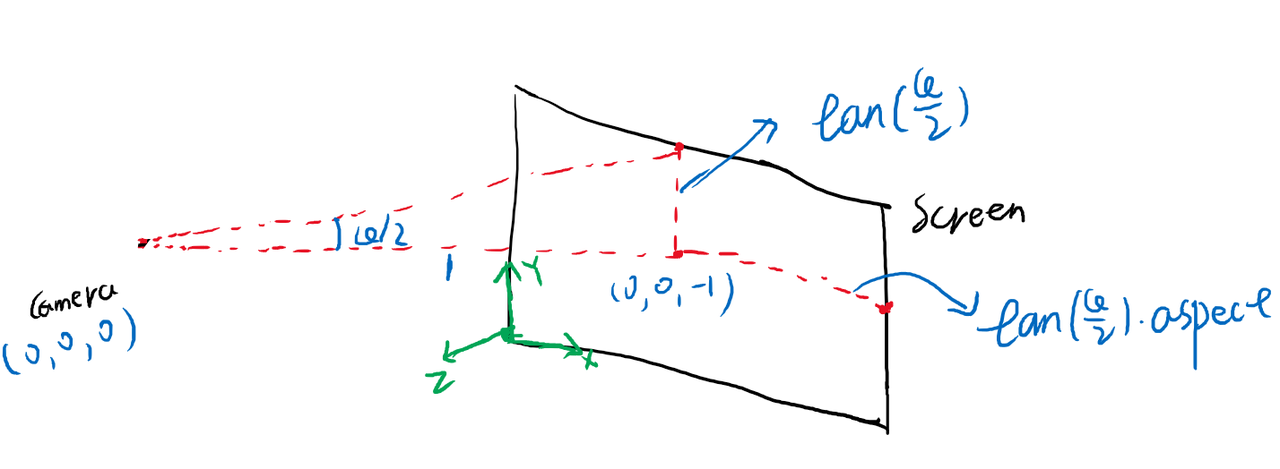 tan(φ/2)
Screen
φ/2
1
Y
(0,0,-1)
Camera
(0,0,0)
tan(φ/2)·aspect
X
Z